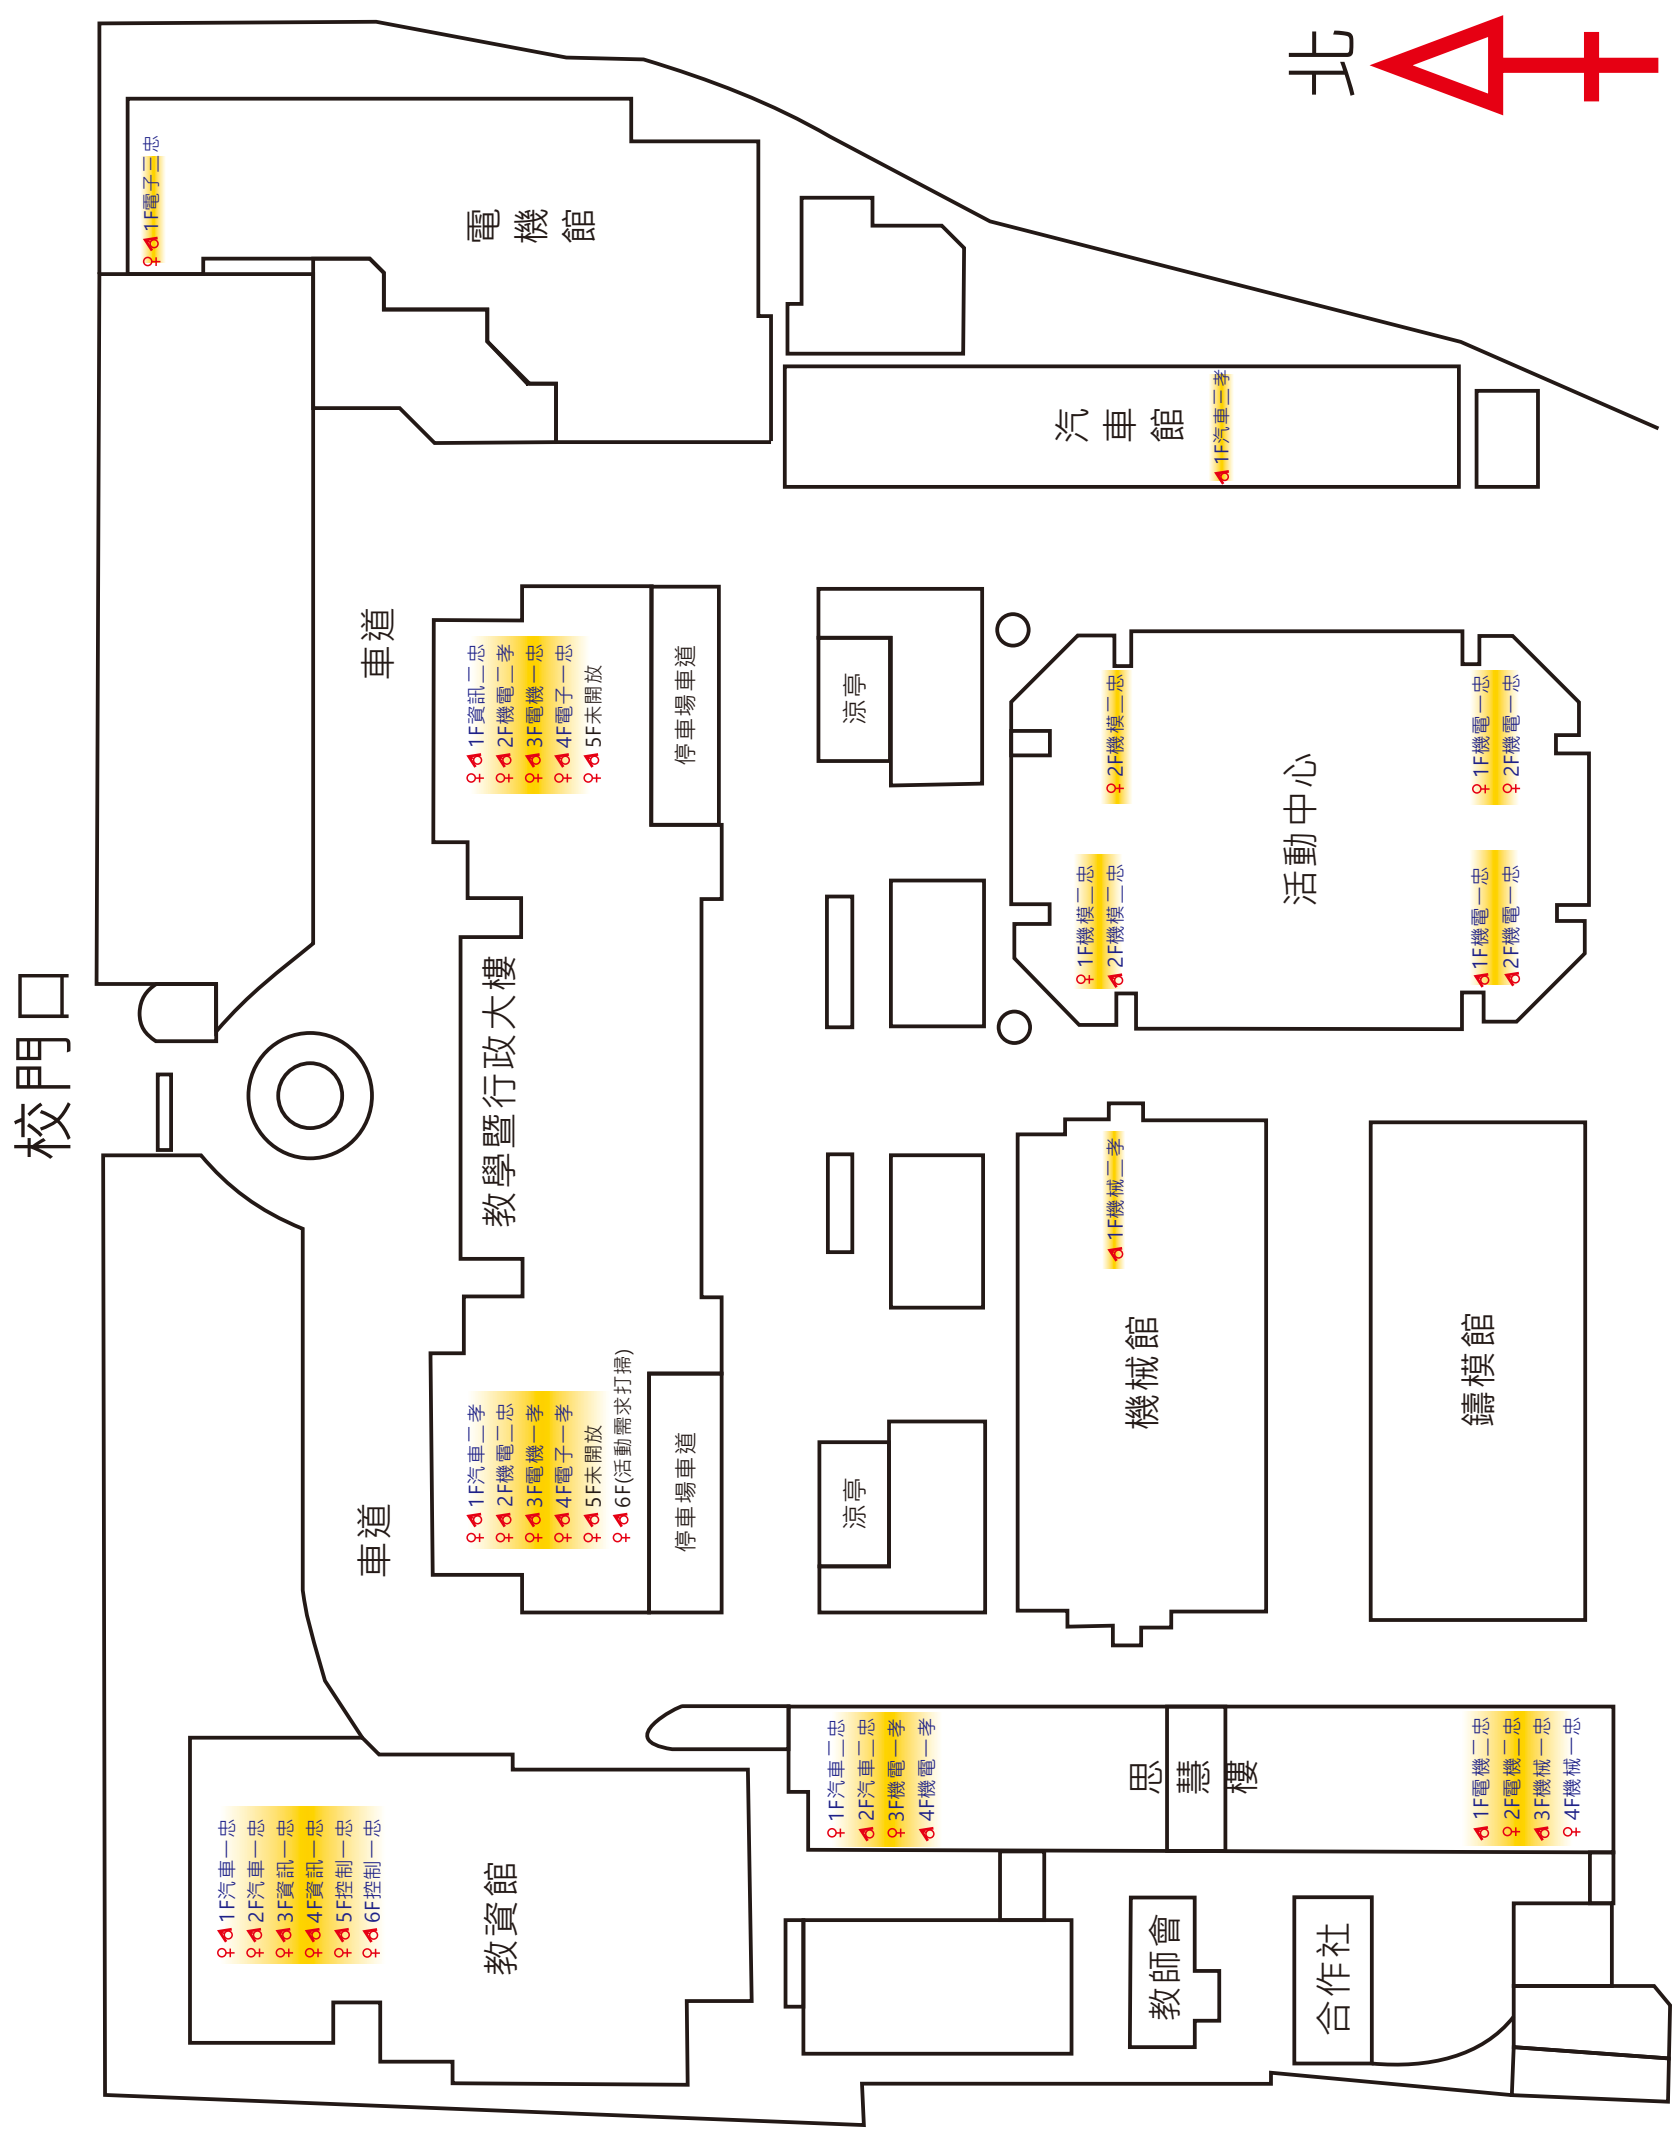 北
校門口
電機館
1F電子三忠
汽車館
1F汽車三孝
車道
1F資訊二忠
2F機電二孝
3F電機一忠
4F電子一忠
5F未開放
停車場車道
涼亭
教學暨行政大樓
活動中心
2F機模二忠
1F機模二忠
2F機模二忠
1F機電一忠
2F機電一忠
1F機電一忠
2F機電一忠
車道
1F汽車二孝
2F機電二忠
3F電機一孝
4F電子一孝
5F未開放
6F(活動需求打掃)
停車場車道
涼亭
機械館
1F機械二孝
鑄模館
教資館
1F汽車一忠
2F汽車一忠
3F資訊一忠
4F資訊一忠
5F控制一忠
6F控制一忠
思慧樓
1F汽車二忠
2F汽車二忠
3F機電一孝
4F機電一孝
1F電機二忠
2F電機二忠
3F機械一忠
4F機械一忠
教師會
合作社